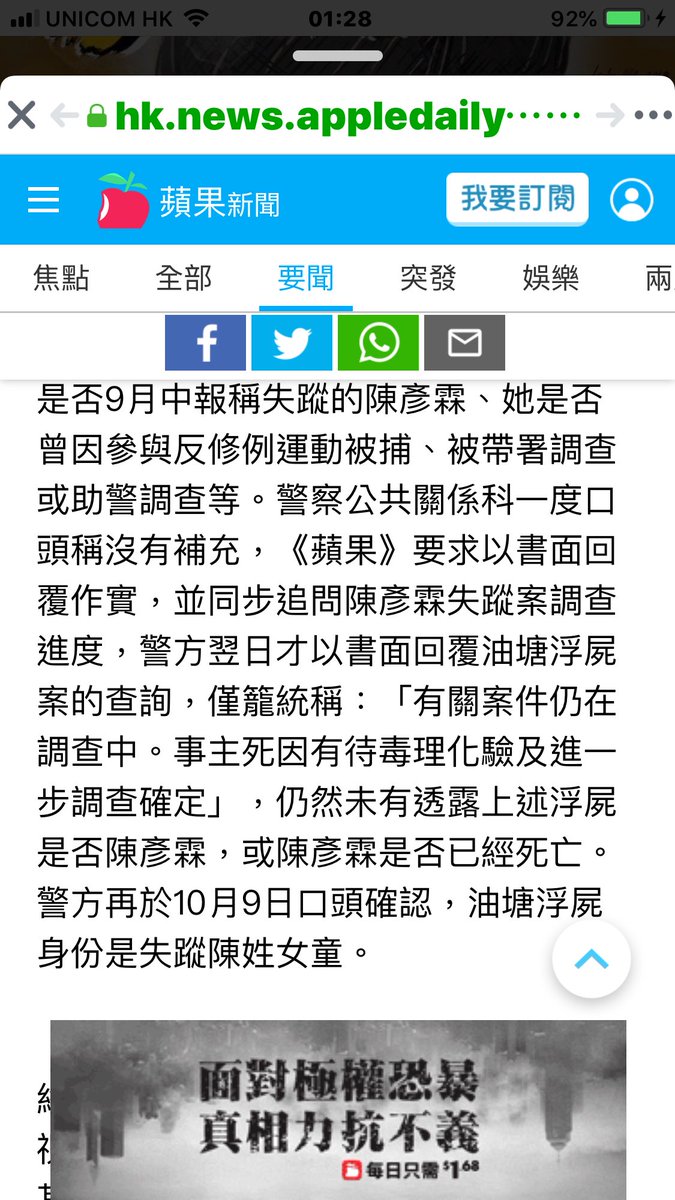 UNICOM HK 01:28 92%
hk.news.appledaily······
蘋果新聞 我要訂閱
焦點 全部 要聞 突發 娛樂 兩
是否9月中報稱失蹤的陳彥霖、她是否
曾因參與反修例運動被捕、被帶署調查
或助警調查等。警察公共關係科一度口
頭稱沒有補充，《蘋果》要求以書面回
覆作實，並同步追問陳彥霖失蹤案調查
進度，警方翌日才以書面回覆油塘浮屍
案的查詢，僅籠統稱：「有關案件仍在
調查中。事主死因有待毒理化驗及進一
步調查確定」，仍然未有透露上述浮屍
是否陳彥霖，或陳彥霖是否已經死亡。
警方再於10月9日口頭確認，油塘浮屍
身份是失蹤陳姓女童。
面對極權恐暴
真相力抗不義
每日只需$1.68